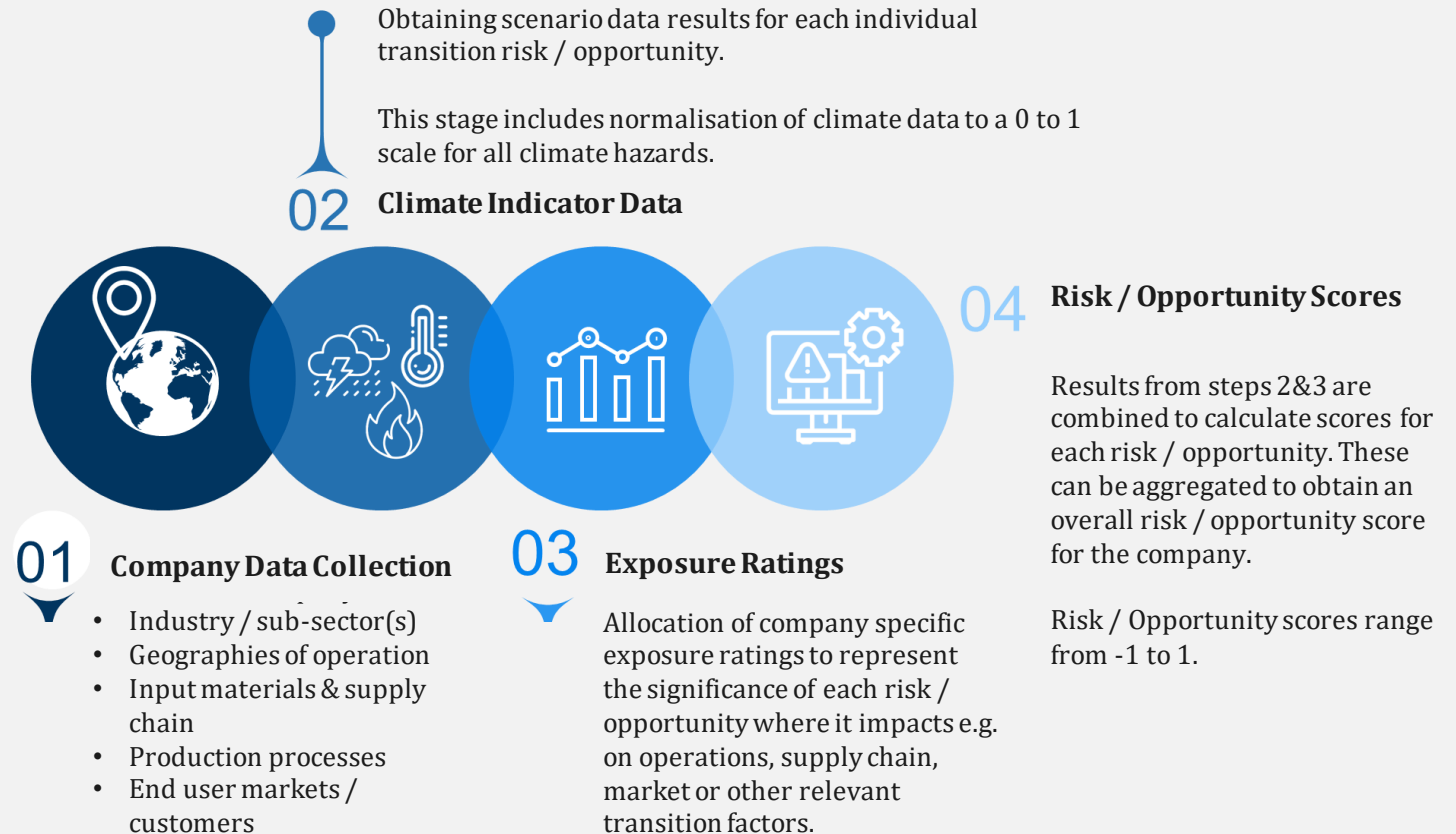 Obtaining scenario data results for each individual
transition risk / opportunity.
This stage includes normalisation of climate data to a 0 to 1
scale for all climate hazards.
02
Climate Indicator Data
01
Company Data Collection
• Industry / sub-sector(s)
• Geographies of operation
• Input materials & supply
chain
• Production processes
• End user markets /
customers
03
Exposure Ratings
Allocation of company specific
exposure ratings to represent
the significance of each risk /
opportunity where it impacts e.g.
on operations, supply chain,
market or other relevant
transition factors.
04
Risk / Opportunity Scores
Results from steps 2&3 are
combined to calculate scores for
each risk / opportunity. These
can be aggregated to obtain an
overall risk / opportunity score
for the company.
Risk / Opportunity scores range
from -1 to 1.